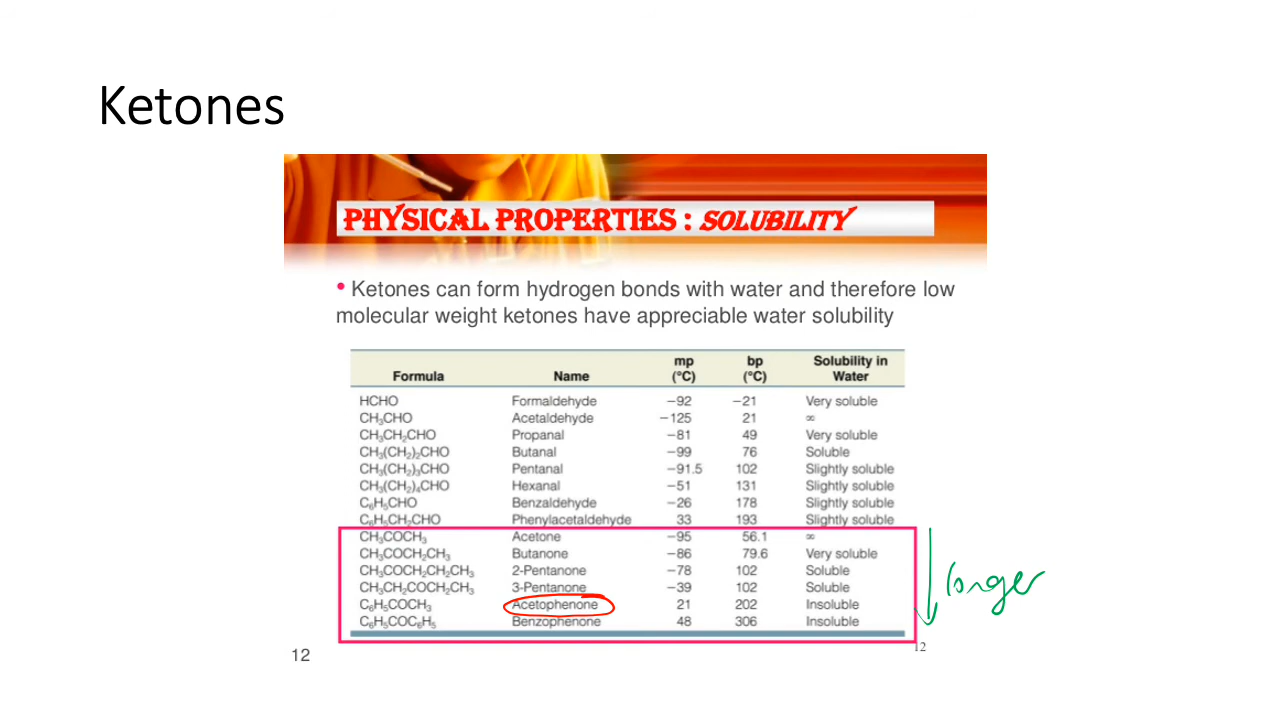 Ketones
PHYSICAL PROPERTIES : SOLUBILITY
• Ketones can form hydrogen bonds with water and therefore low
molecular weight ketones have appreciable water solubility
Formula Name mp (°C) bp (°C) Solubility in Water
HCHO Formaldehyde −92 −21 Very soluble
CH₃CHO Acetaldehyde −125 21 ∞
CH₃CH₂CHO Propanal −81 49 Very soluble
CH₃(CH₂)₂CHO Butanal −99 76 Soluble
CH₃(CH₂)₃CHO Pentanal −91.5 102 Slightly soluble
CH₃(CH₂)₄CHO Hexanal −51 131 Slightly soluble
C₆H₅CHO Benzaldehyde −26 178 Slightly soluble
C₆H₅CH₂CHO Phenylacetaldehyde 33 193 Slightly soluble
CH₃COCH₃ Acetone −95 56.1 ∞
CH₃COCH₂CH₃ Butanone −86 79.6 Very soluble
CH₃COCH₂CH₂CH₃ 2-Pentanone −78 102 Soluble
CH₃CH₂COCH₂CH₃ 3-Pentanone −39 102 Soluble
C₆H₅COCH₃ Acetophenone 21 202 Insoluble
C₆H₅COC₆H₅ Benzophenone 48 306 Insoluble
longer
12
12